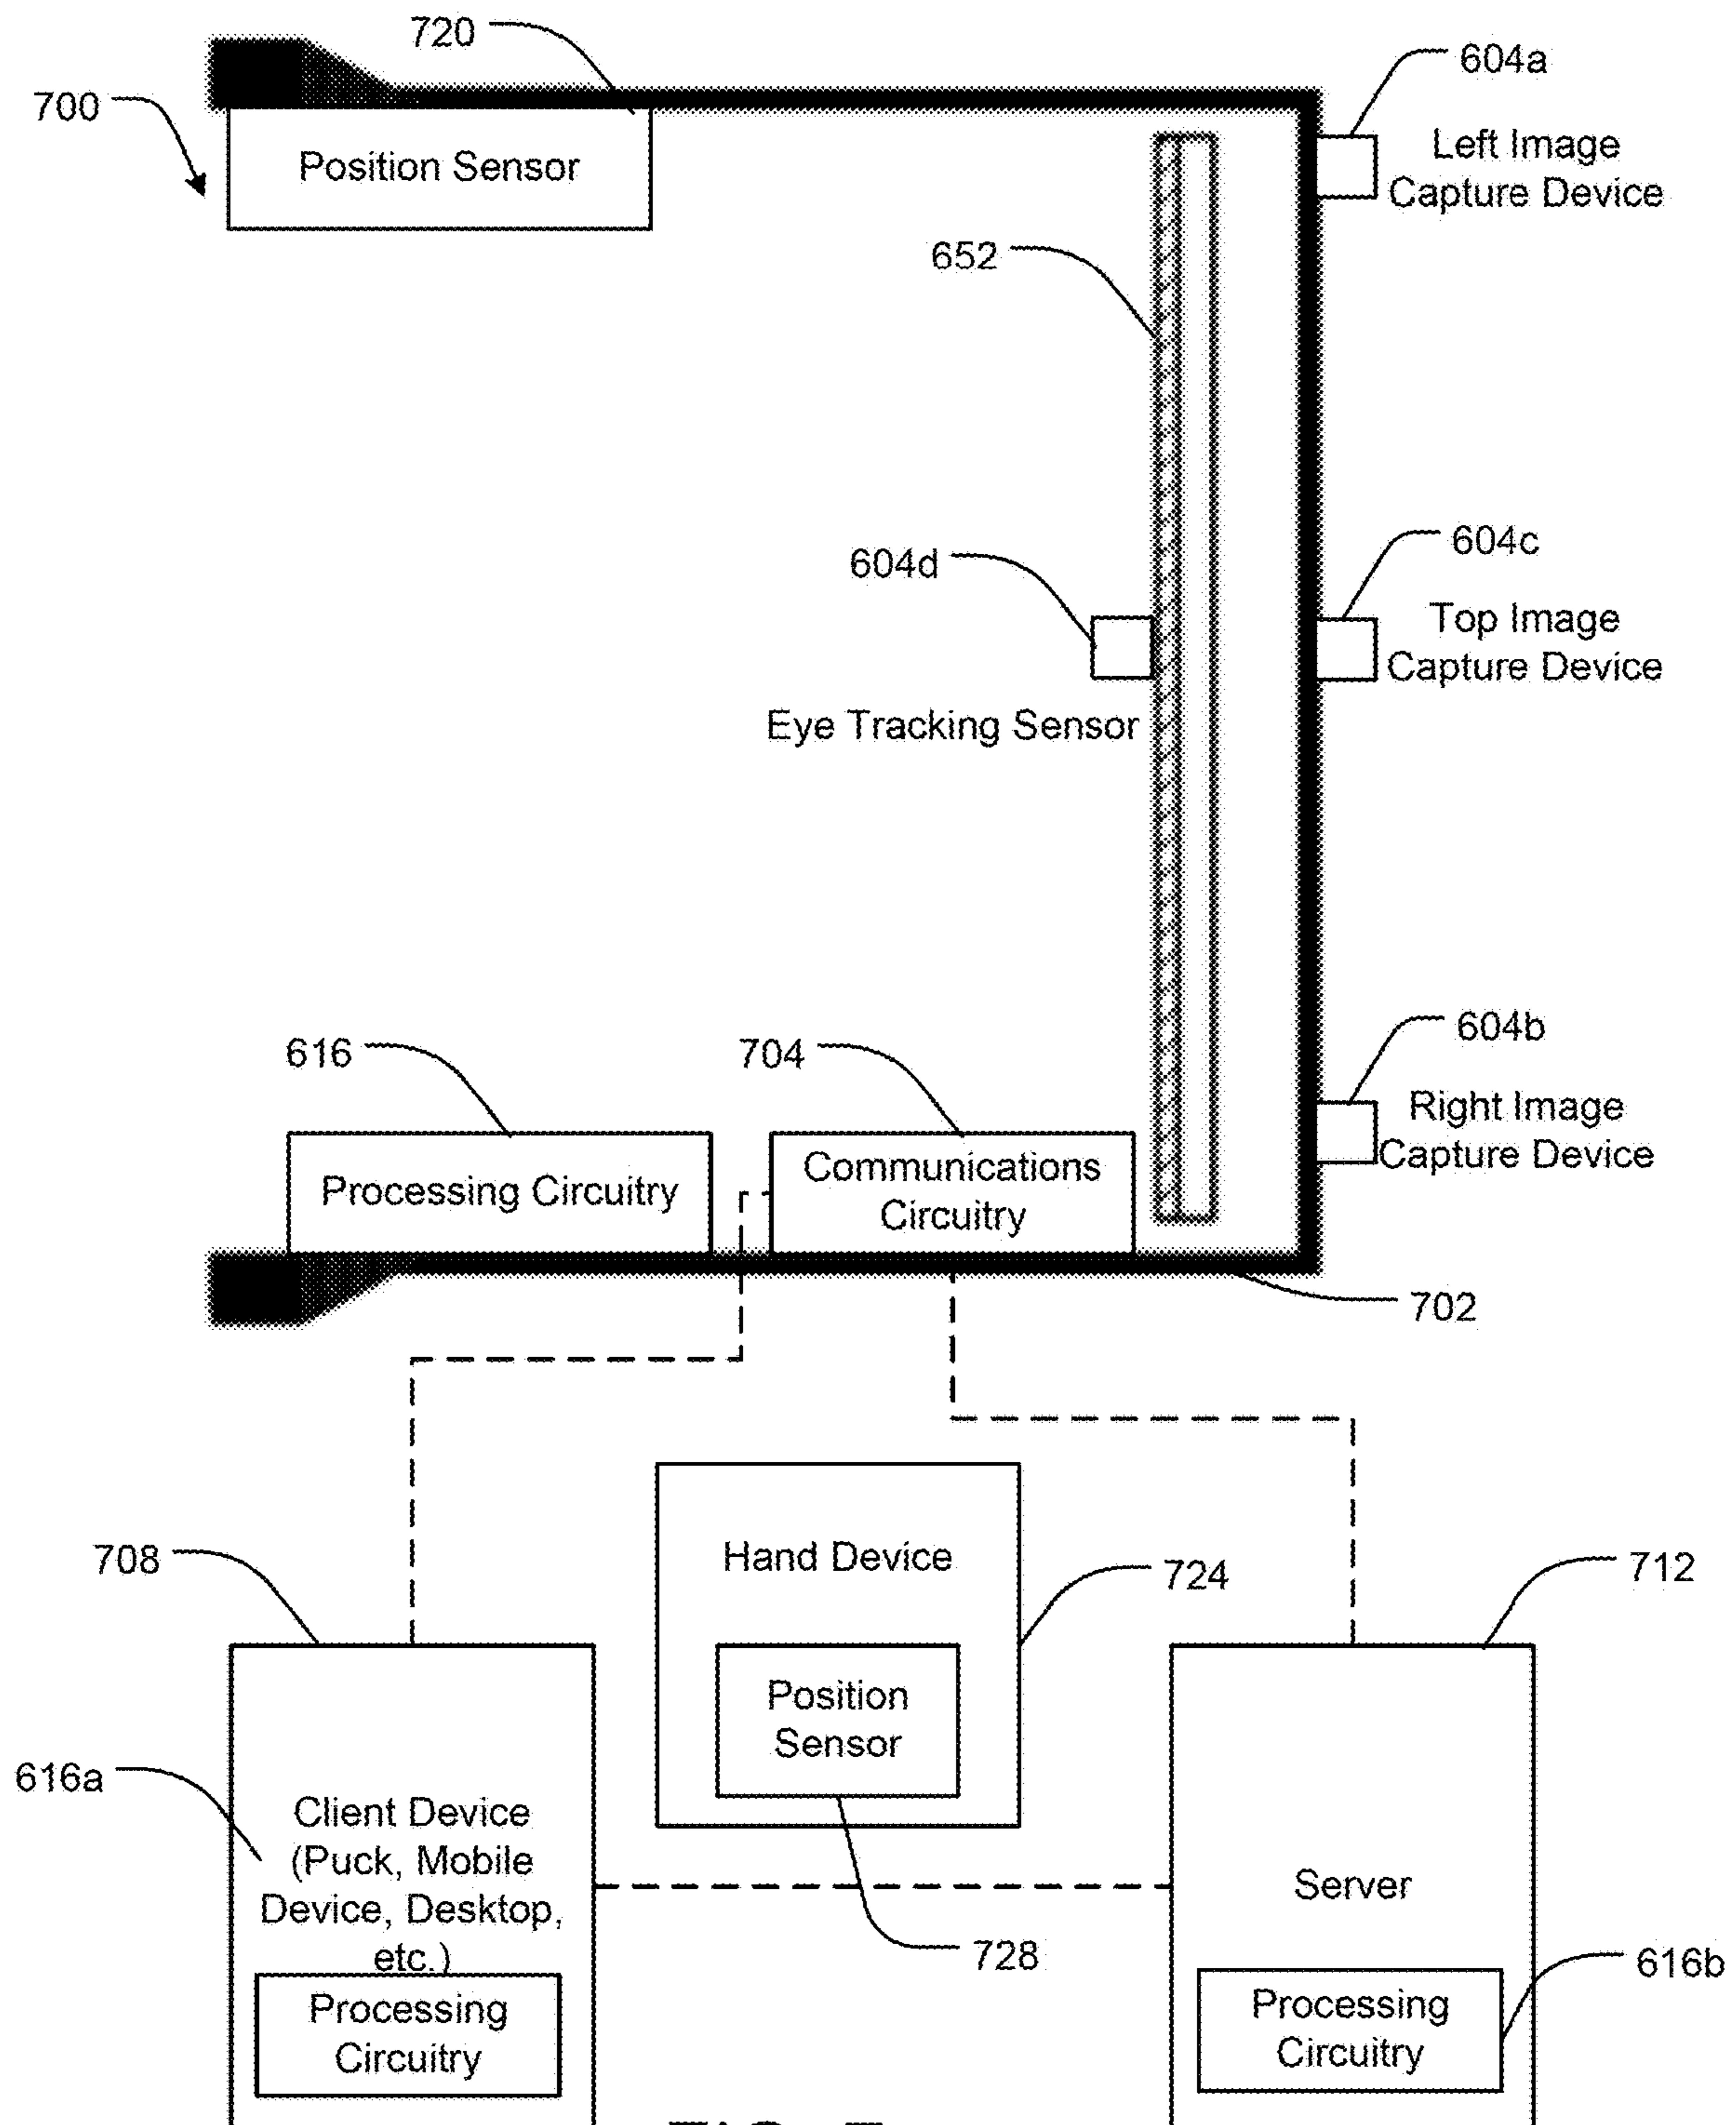 720
604a
700
Left Image
Capture Device
Position Sensor
652
604c
604d
Top Image
Capture Device
Eye Tracking Sensor
604b
616
704
Right Image
Capture Device
Processing Circuitry
Communications
Circuitry
702
708
Hand Device
724
712
Position
Sensor
616a
Client Device
(Puck, Mobile
Device, Desktop,
etc.)
Server
728
616b
Processing
Circuitry
Processing
Circuitry